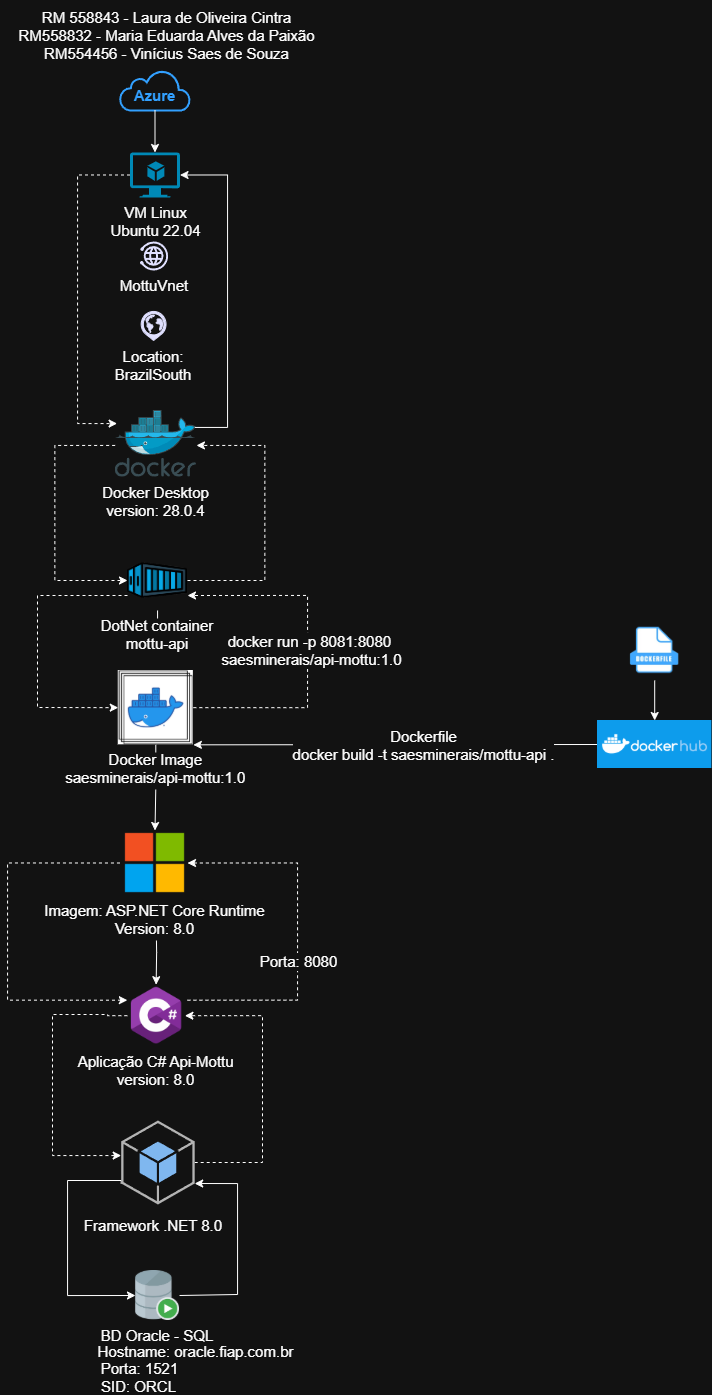 RM 558843 - Laura de Oliveira Cintra
RM558832 - Maria Eduarda Alves da Paixão
RM554456 - Vinícius Saes de Souza
Azure
VM Linux
Ubuntu 22.04
MottuVnet
Location:
BrazilSouth
docker
Docker Desktop
version: 28.0.4
DotNet container
mottu-api
docker run -p 8081:8080
saesminerais/api-mottu:1.0
DOCKERFILE
Dockerfile
docker build -t saesminerais/mottu-api .
dockerhub
Docker Image
saesminerais/api-mottu:1.0
Imagem: ASP.NET Core Runtime
Version: 8.0
Porta: 8080
C#
Aplicação C# Api-Mottu
version: 8.0
Framework .NET 8.0
BD Oracle - SQL
Hostname: oracle.fiap.com.br
Porta: 1521
SID: ORCL